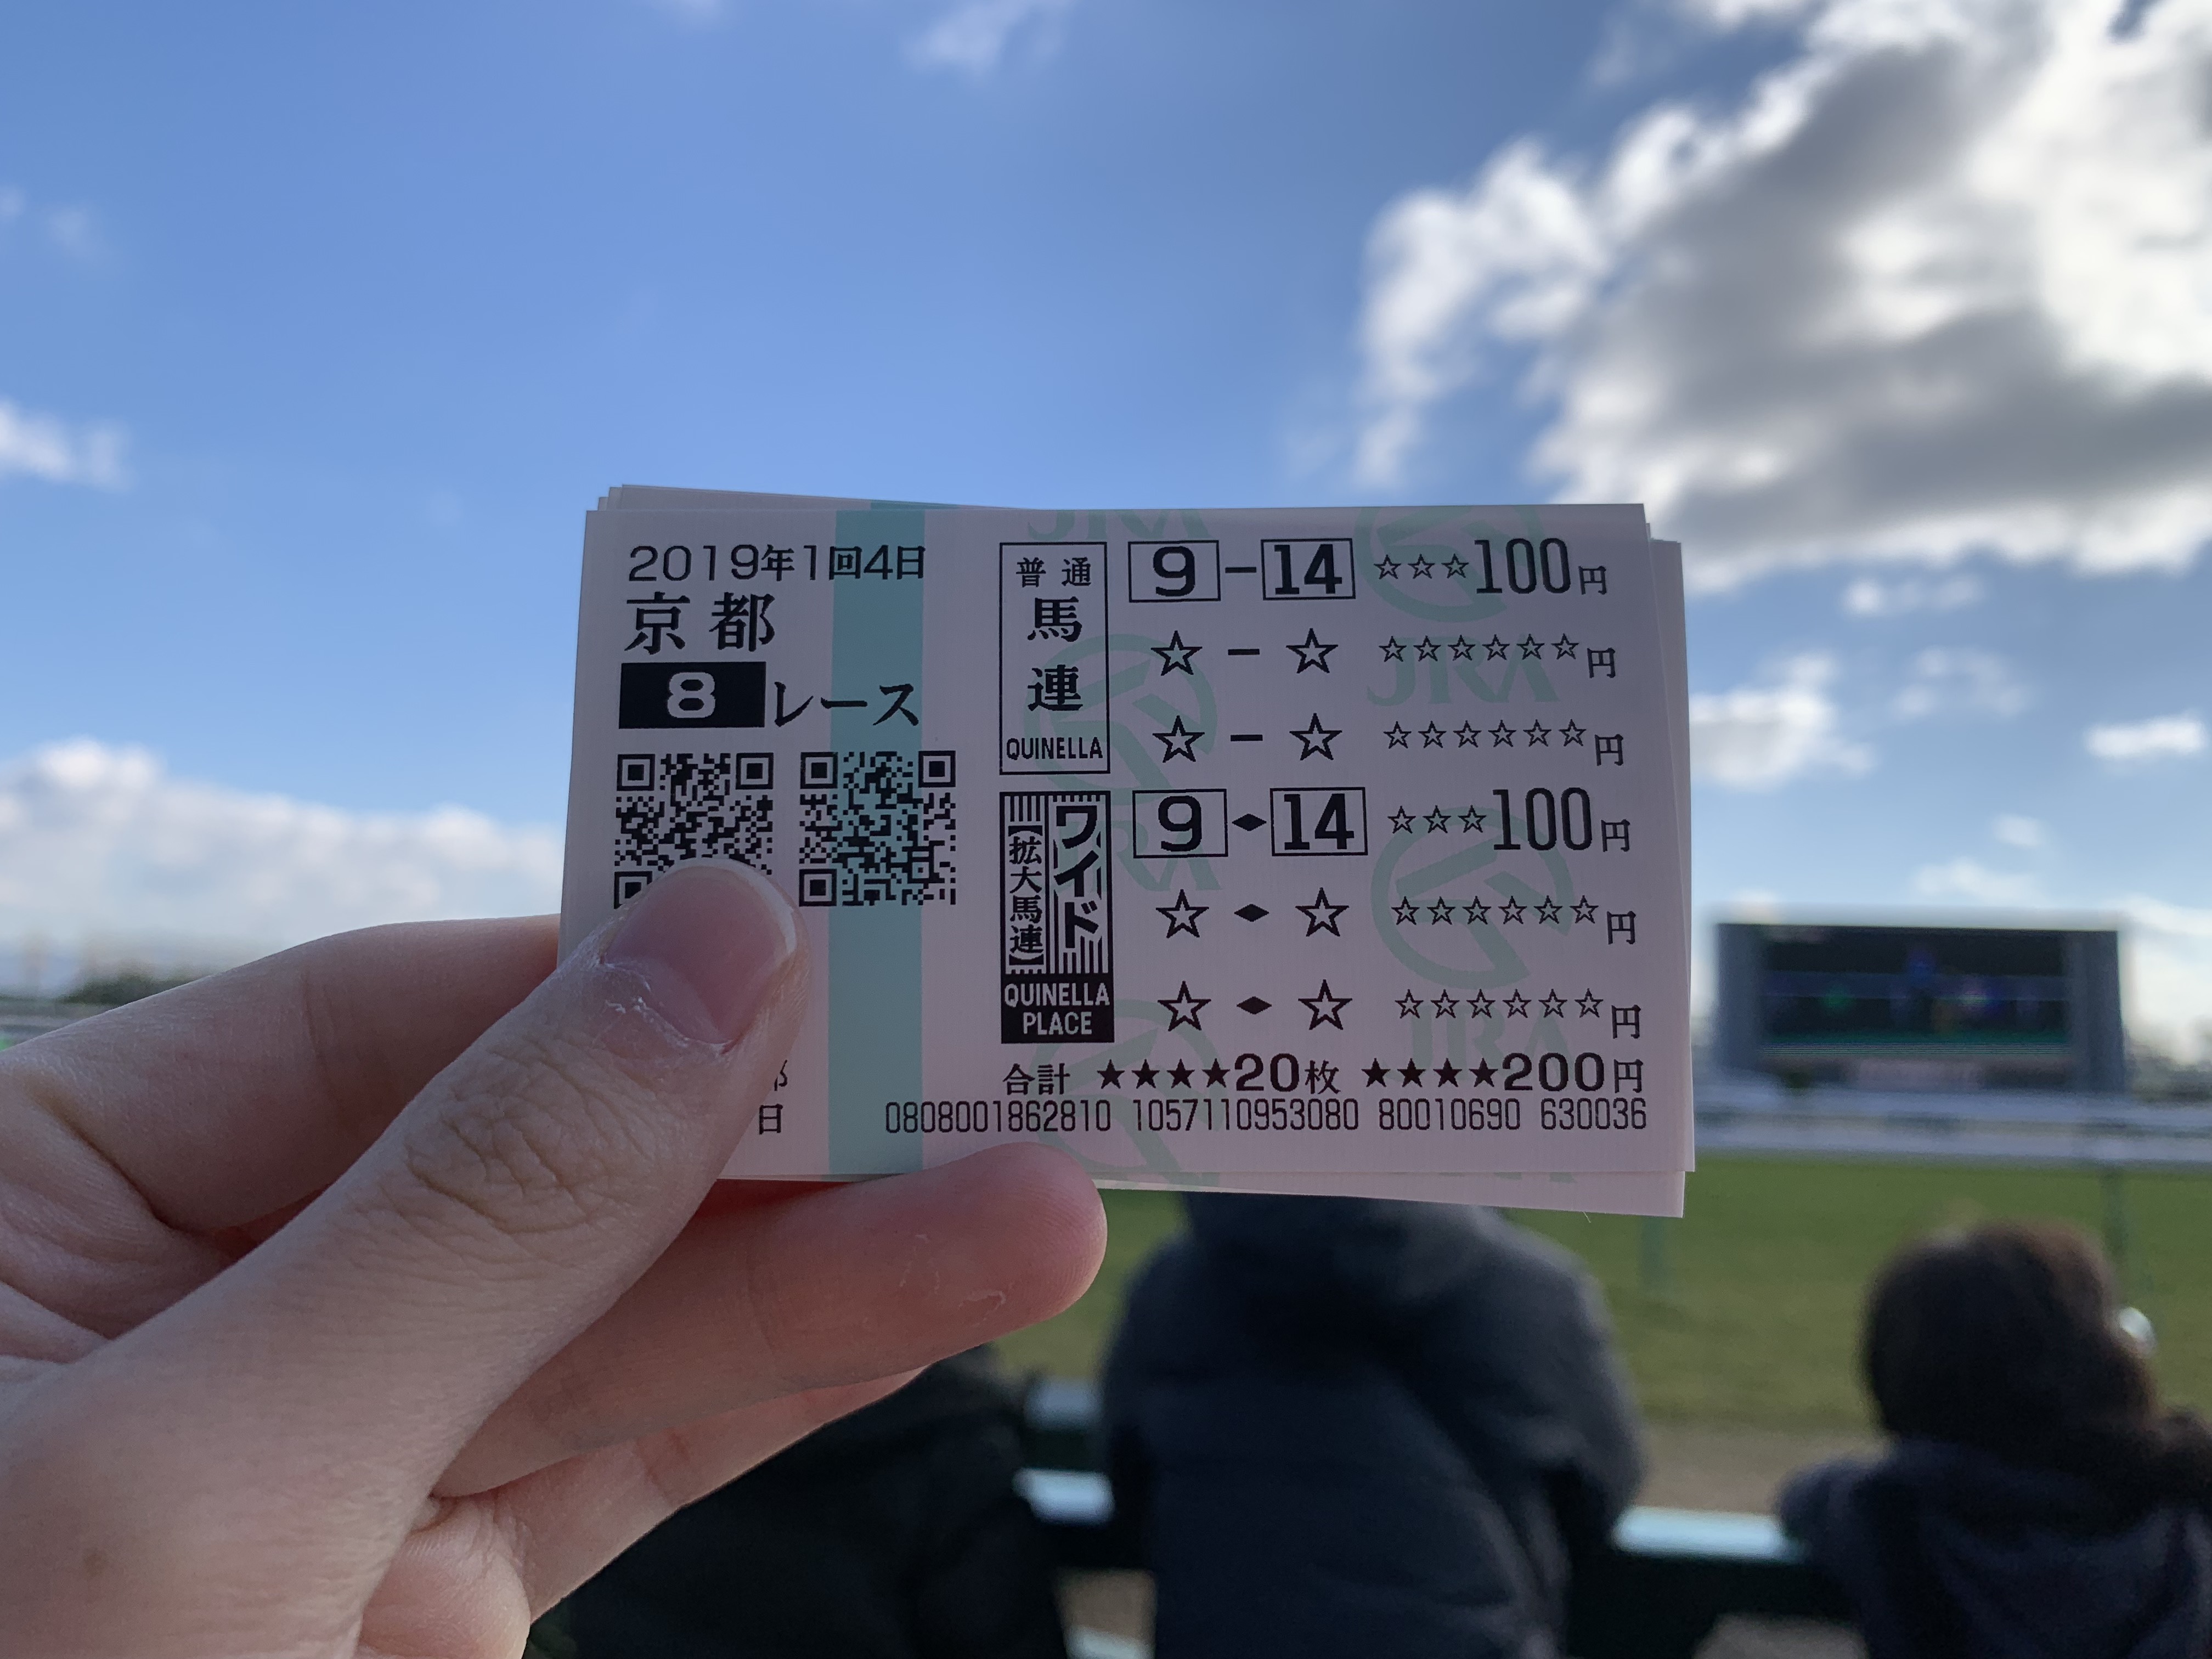 2019年1回4日
京都
8レース
普通
馬連
QUINELLA
9-14 ☆☆☆100円
☆-☆ ☆☆☆☆☆☆円
☆-☆ ☆☆☆☆☆☆円
ワイド
【拡大馬連】
QUINELLA
PLACE
9◆14 ☆☆☆100円
☆◆☆ ☆☆☆☆☆☆円
☆◆☆ ☆☆☆☆☆☆円
合計 ★★★★20枚 ★★★★200円
日
0808001862810 1057110953080 80010690 630036
JRA
JRA
JRA